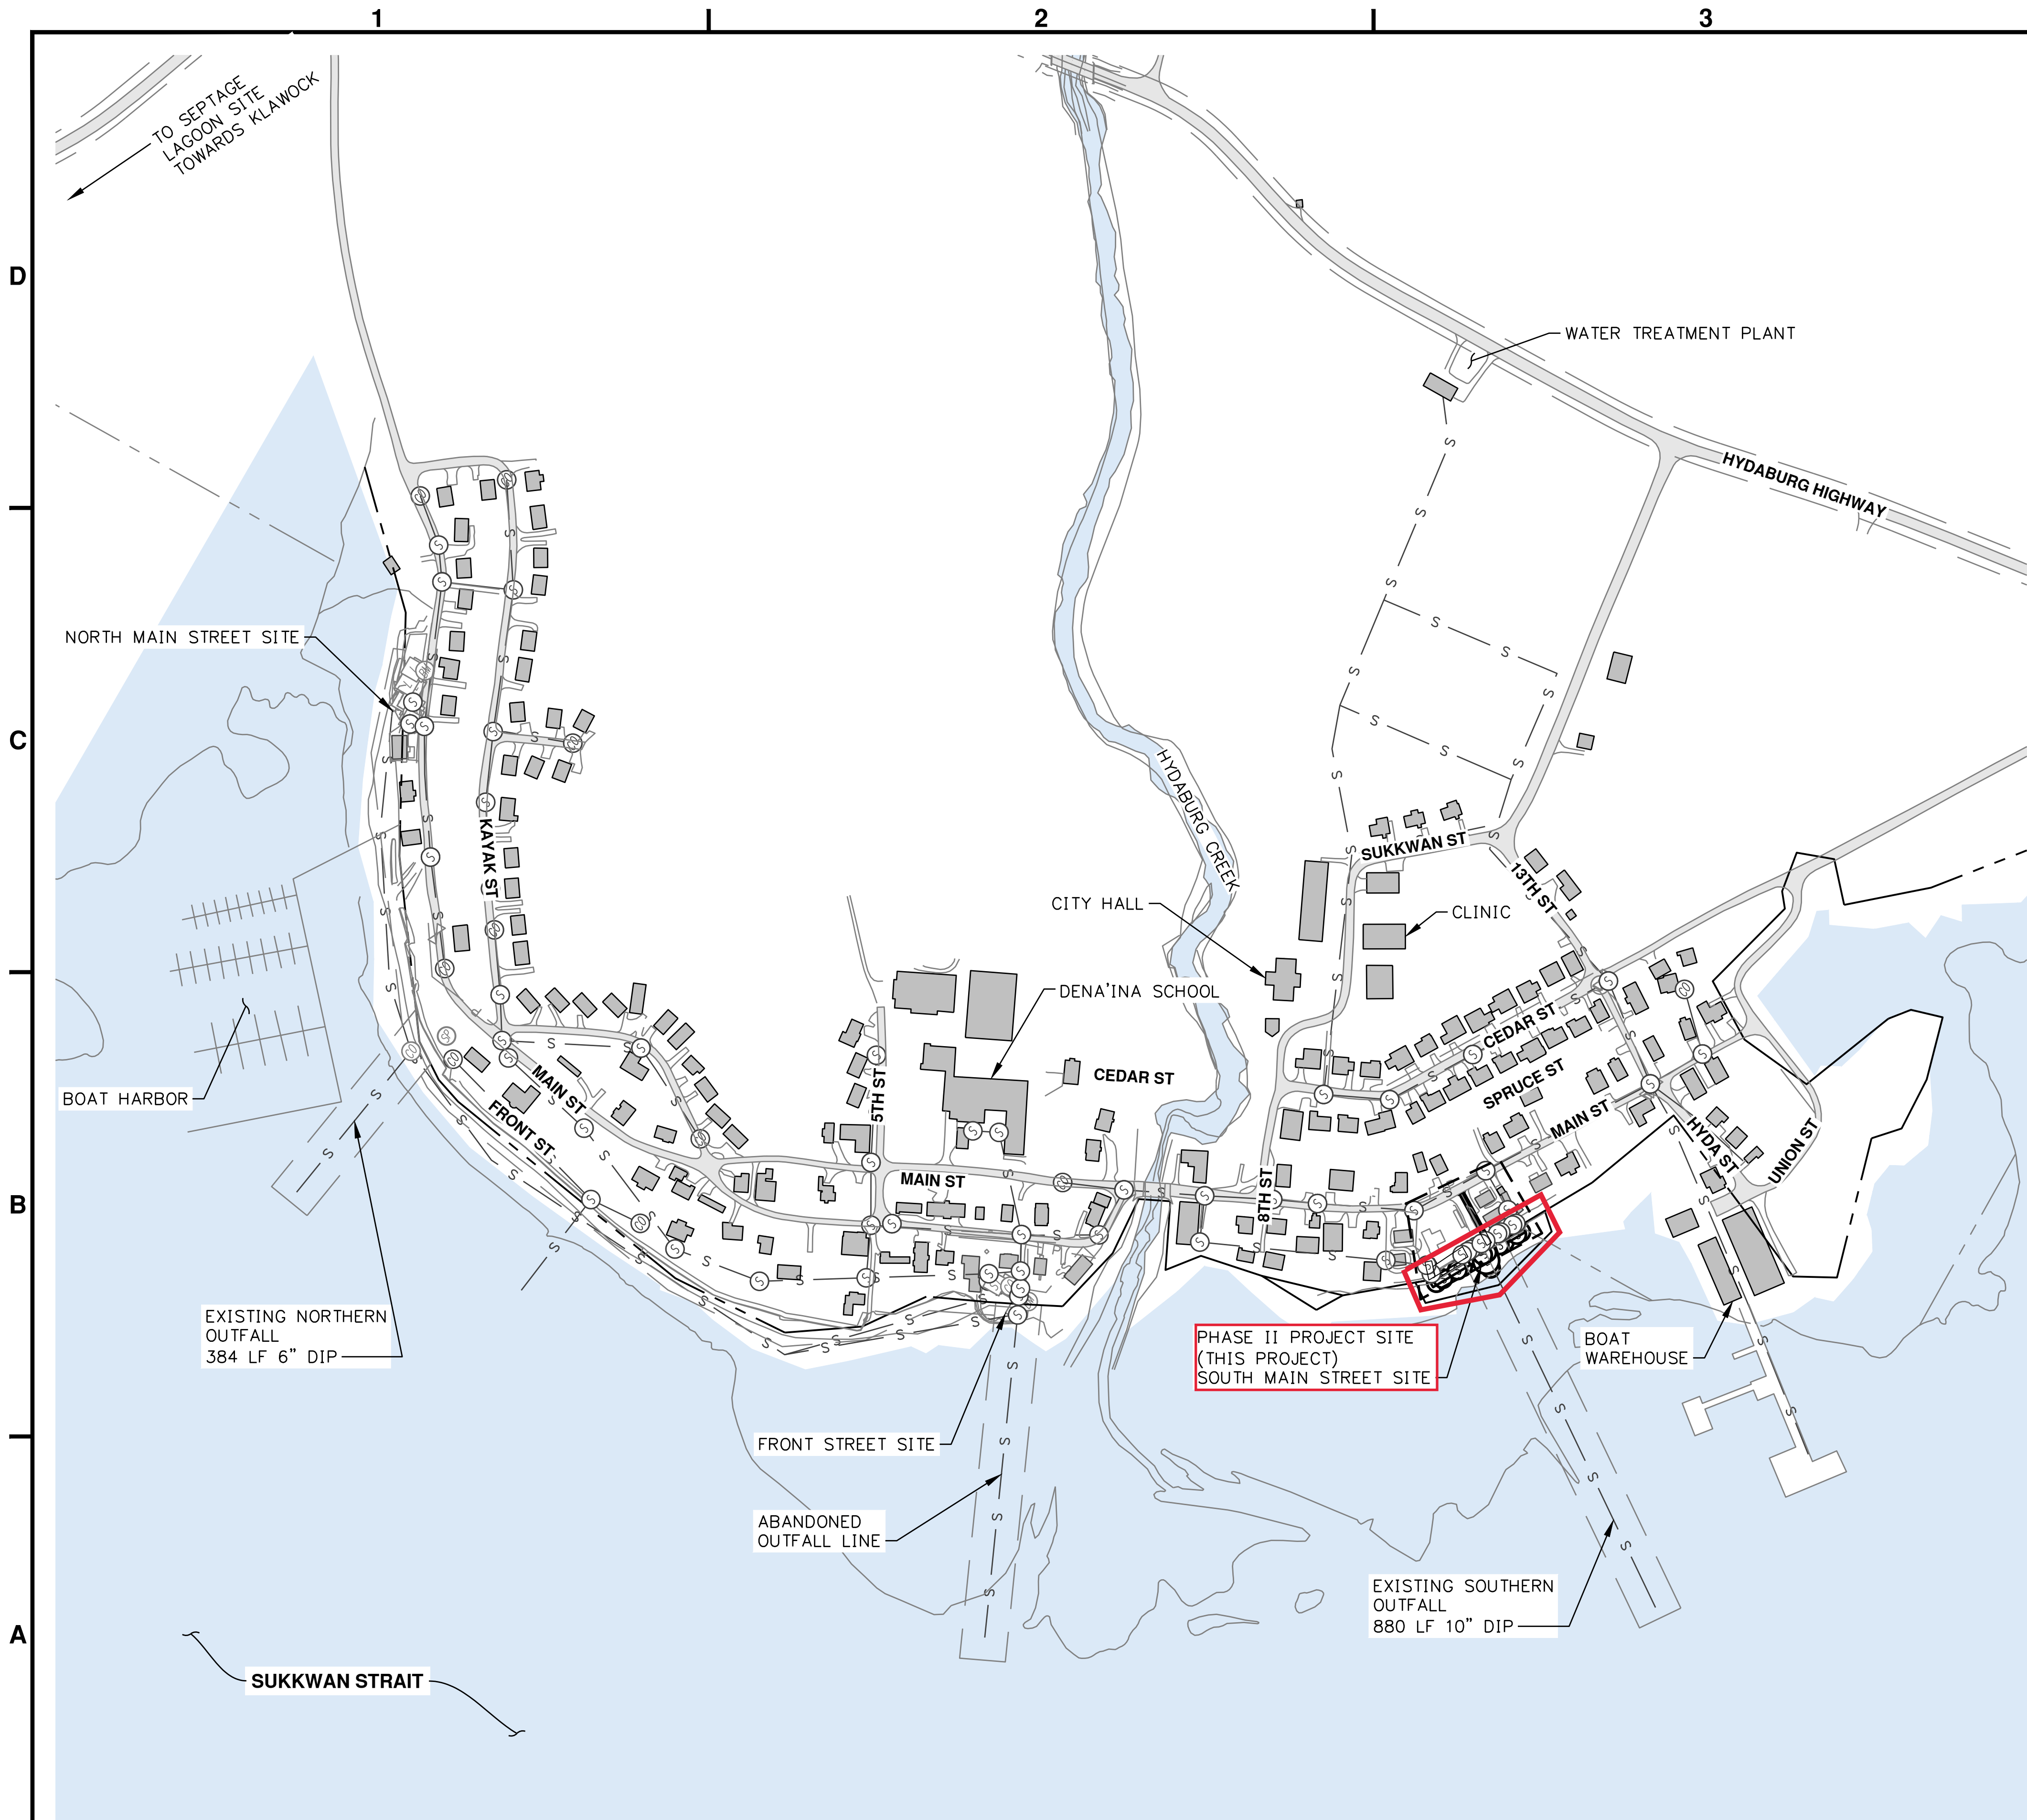 1
2
3
TO SEPTAGE
LAGOON SITE
TOWARDS KLAWOCK
D
WATER TREATMENT PLANT
HYDABURG HIGHWAY
NORTH MAIN STREET SITE
C
HYDABURG CREEK
KAYAK ST
SUKKWAN ST
13TH ST
CITY HALL
CLINIC
DENA'INA SCHOOL
CEDAR ST
CEDAR ST
SPRUCE ST
MAIN ST
BOAT HARBOR
MAIN ST
FRONT ST
5TH ST
MAIN ST
8TH ST
HYDA ST
UNION ST
B
EXISTING NORTHERN
OUTFALL
384 LF 6" DIP
PHASE II PROJECT SITE
(THIS PROJECT)
SOUTH MAIN STREET SITE
BOAT
WAREHOUSE
FRONT STREET SITE
ABANDONED
OUTFALL LINE
EXISTING SOUTHERN
OUTFALL
880 LF 10" DIP
A
SUKKWAN STRAIT